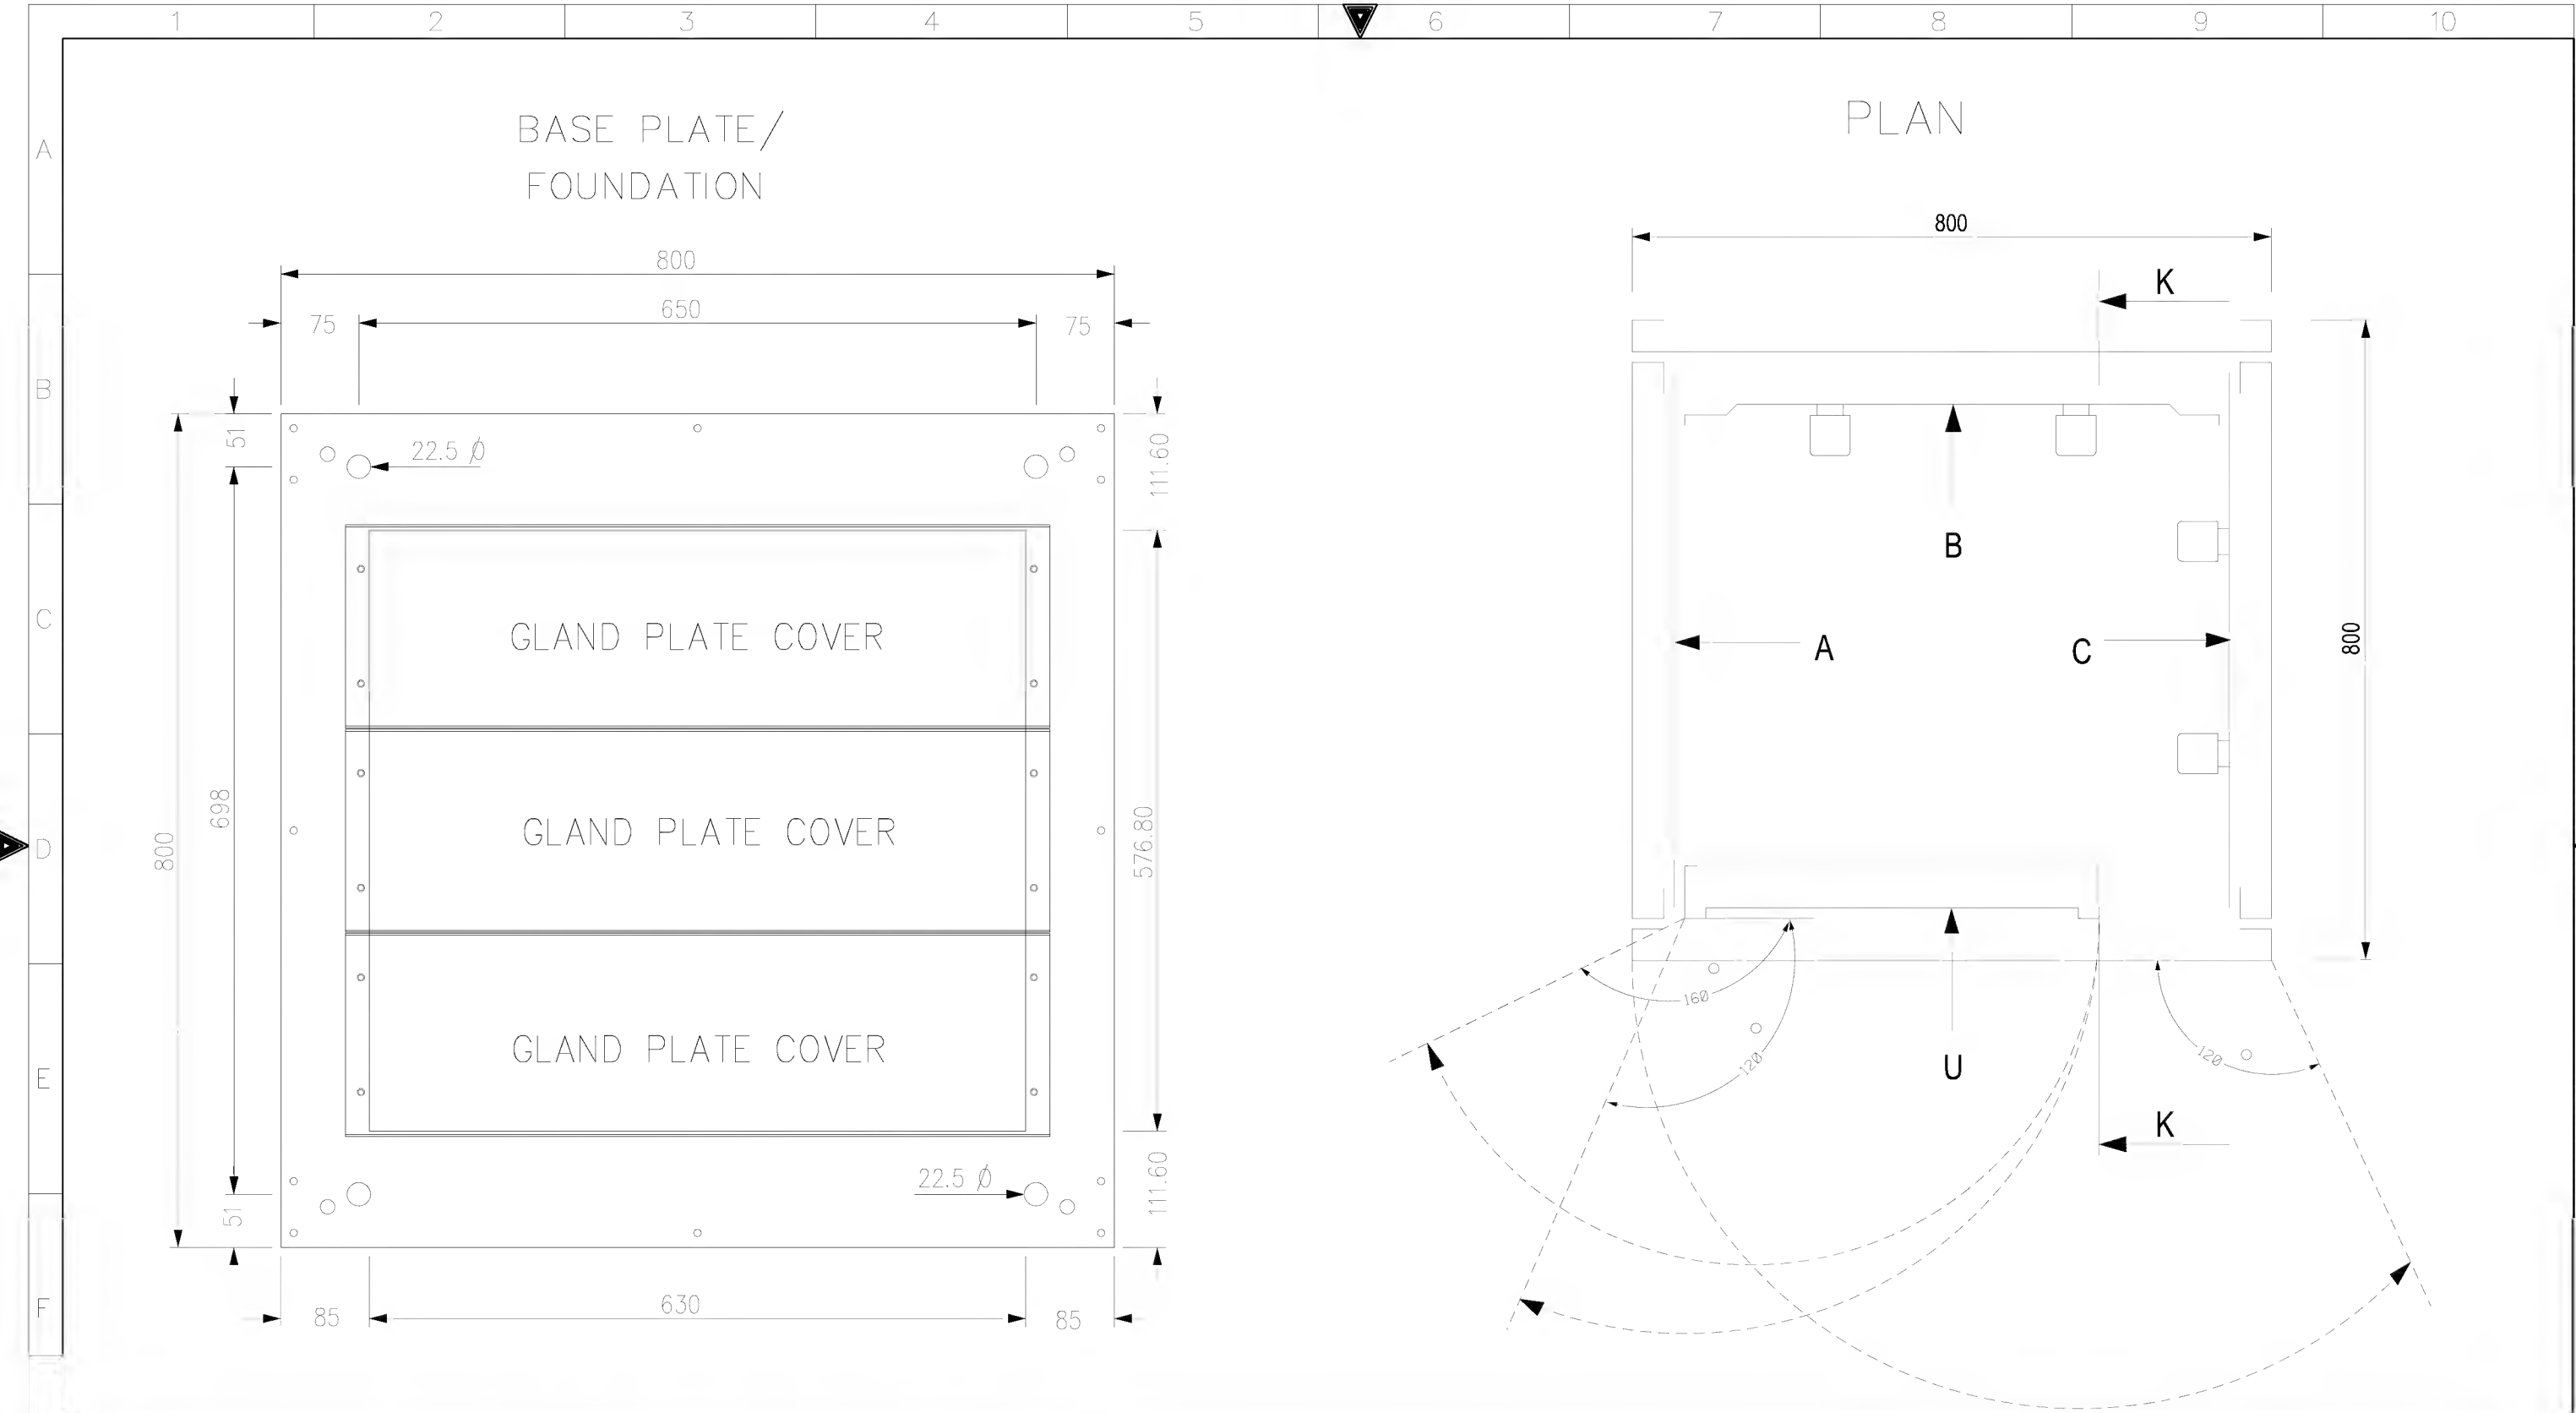 1 2 3 4 5 6 7 8 9 10
A
B
C
D
E
F
BASE PLATE/
FOUNDATION
800
650
75
75
51
22.5 Ø
111.60
GLAND PLATE COVER
698
800
GLAND PLATE COVER
576.80
GLAND PLATE COVER
22.5 Ø
51
111.60
85
630
85
PLAN
800
K
B
A
C
800
160
120
U
120
K